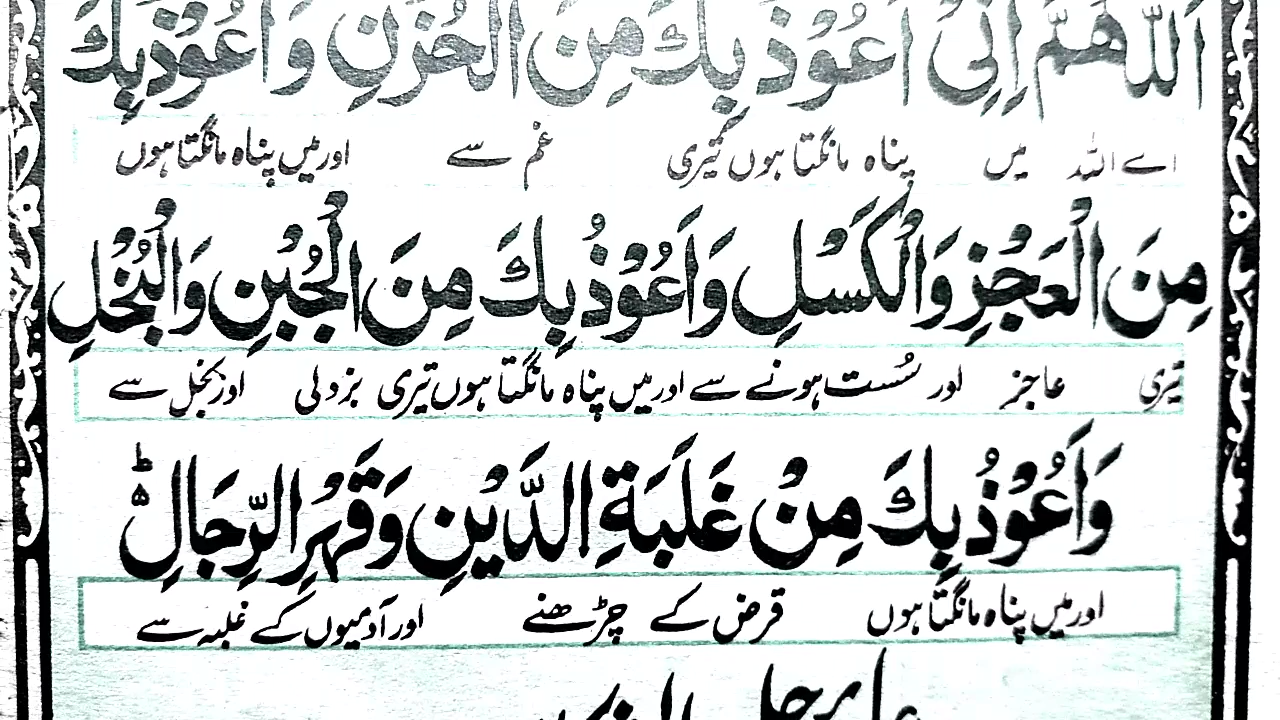 اَللّٰهُمَّ اِنِّیْ اَعُوْذُ بِكَ مِنَ الْحُزْنِ وَاَعُوْذُ بِكَ
اے اللہ میں پناہ مانگتا ہوں تیری غم سے اور میں پناہ مانگتا ہوں
مِنَ الْعَجْزِ وَالْكَسَلِ وَاَعُوْذُ بِكَ مِنَ الْجُبْنِ وَالْبُخْلِ
تیری عاجز اور سُست ہونے سے اور میں پناہ مانگتا ہوں تیری بزدلی اور بخل سے
وَاَعُوْذُ بِكَ مِنْ غَلَبَةِ الدَّيْنِ وَقَهْرِ الرِّجَالِ ط
اور میں پناہ مانگتا ہوں قرض کے چڑھنے اور آدمیوں کے غلبہ سے